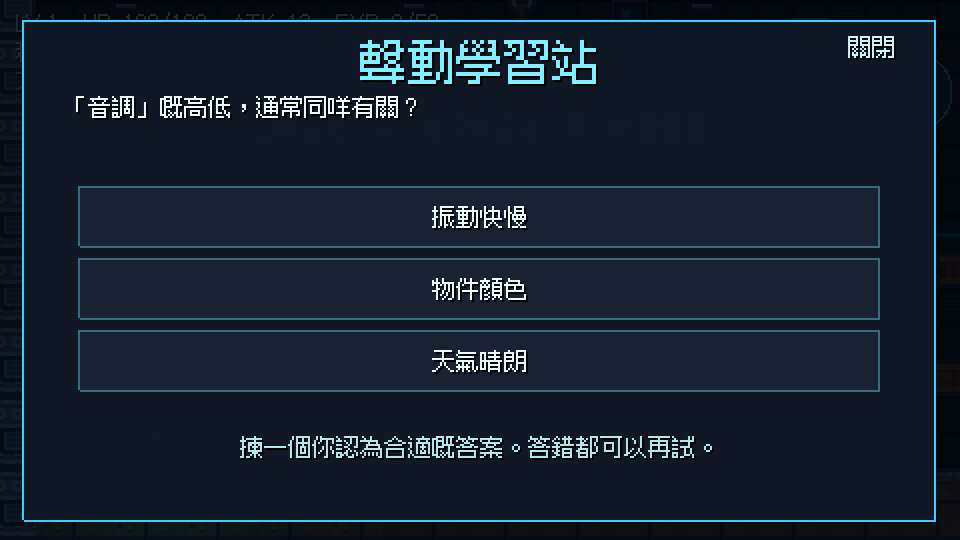 聲動學習站
關閉
「音調」嘅高低，通常同咩有關？
振動快慢
物件顏色
天氣晴朗
揀一個你認為合適嘅答案。答錯都可以再試。